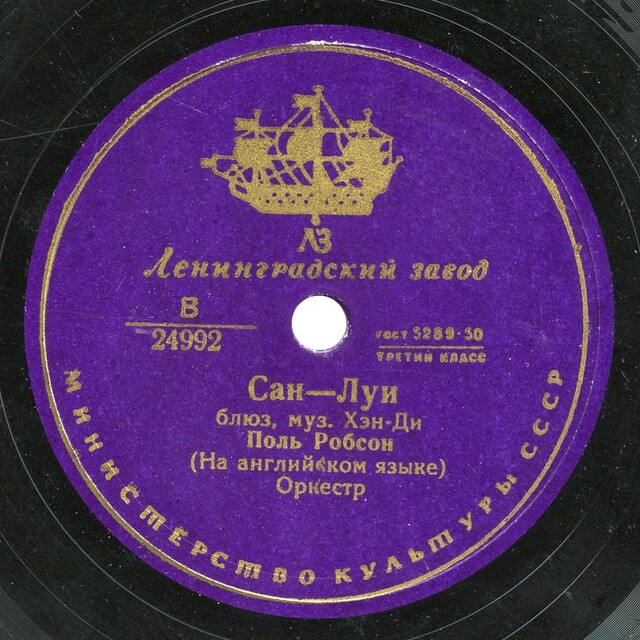 ЛЗ
Ленинградский завод
В
24992
ГОСТ 5289-50
ТРЕТИЙ КЛАСС
Сан—Луи
блюз, муз. Хэн-Ди
Поль Робсон
(На английском языке)
Оркестр
МИНИСТЕРСТВО КУЛЬТУРЫ СССР